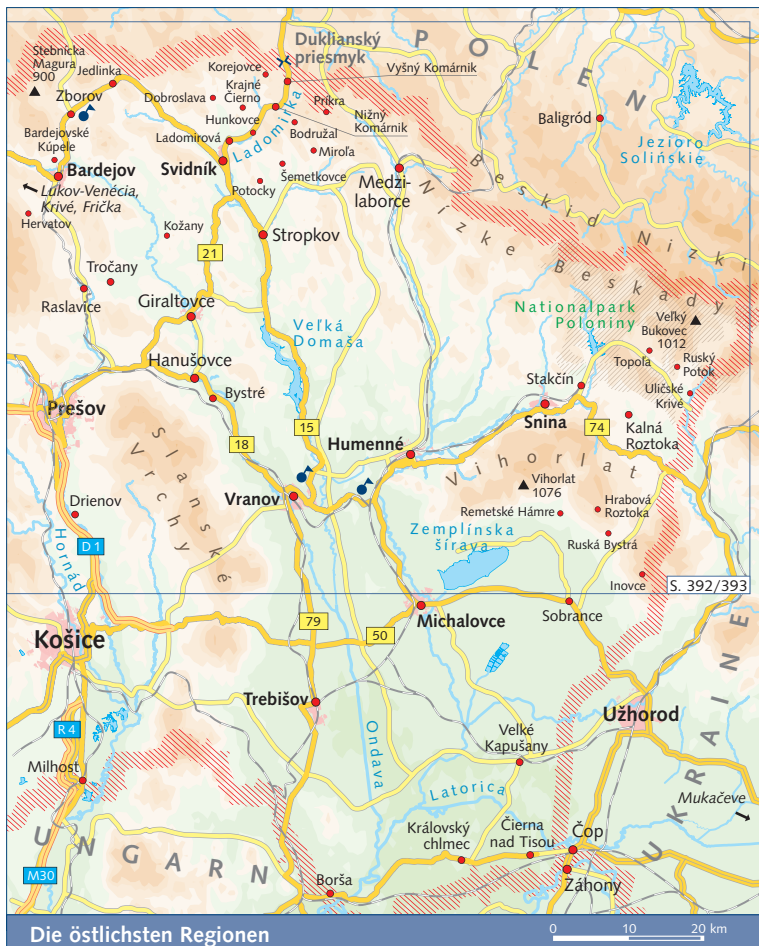 POLEN
Stebnícka
Magura
900
Jedlinka
Zborov
Duklianský
priesmyk
Korejovce
Krajné
Čierno
Dobroslava
Hunkovce
Ladomirová
Ladomirka
Vyšný Komárnik
Príkra
Nižný
Komárnik
Bodružal
Miroľa
Šemetkovce
Potocky
Svidník
Bardejovské
Kúpele
Bardejov
Lukov-Venécia,
Krivé, Frička
Hervatov
Kožany
Stropkov
Medzi-
laborce
Baligród
Jezioro
Solińskie
Beskid Nizki
Nízke Beskady
21
Tročany
Raslavice
Giraltovce
Veľká
Domaša
Nationalpark
Poloniny
Veľký
Bukovec
1012
Topoľa
Ruský
Potok
Uličské
Krivé
Hanušovce
Bystré
Stakčín
Snina
74
Kalná
Roztoka
Prešov
18
15
Humenné
Slanské
Vrchy
Vihorlat
Vihorlat
1076
Vranov
Drienov
Remetské Hámre
Hrabová
Roztoka
Ruská Bystrá
Zemplínska
šírava
Hornád
D 1
Inovce
S. 392/393
Košice
79
50
Michalovce
Sobrance
Trebišov
Užhorod
R 4
Ondava
Velké
Kapušany
Milhost
Latorica
UKRAINE
Mukačeve
UNGARN
Královský
chlmec
Čierna
nad Tisou
Čop
Záhony
M30
Borša
Die östlichsten Regionen
0 10 20 km